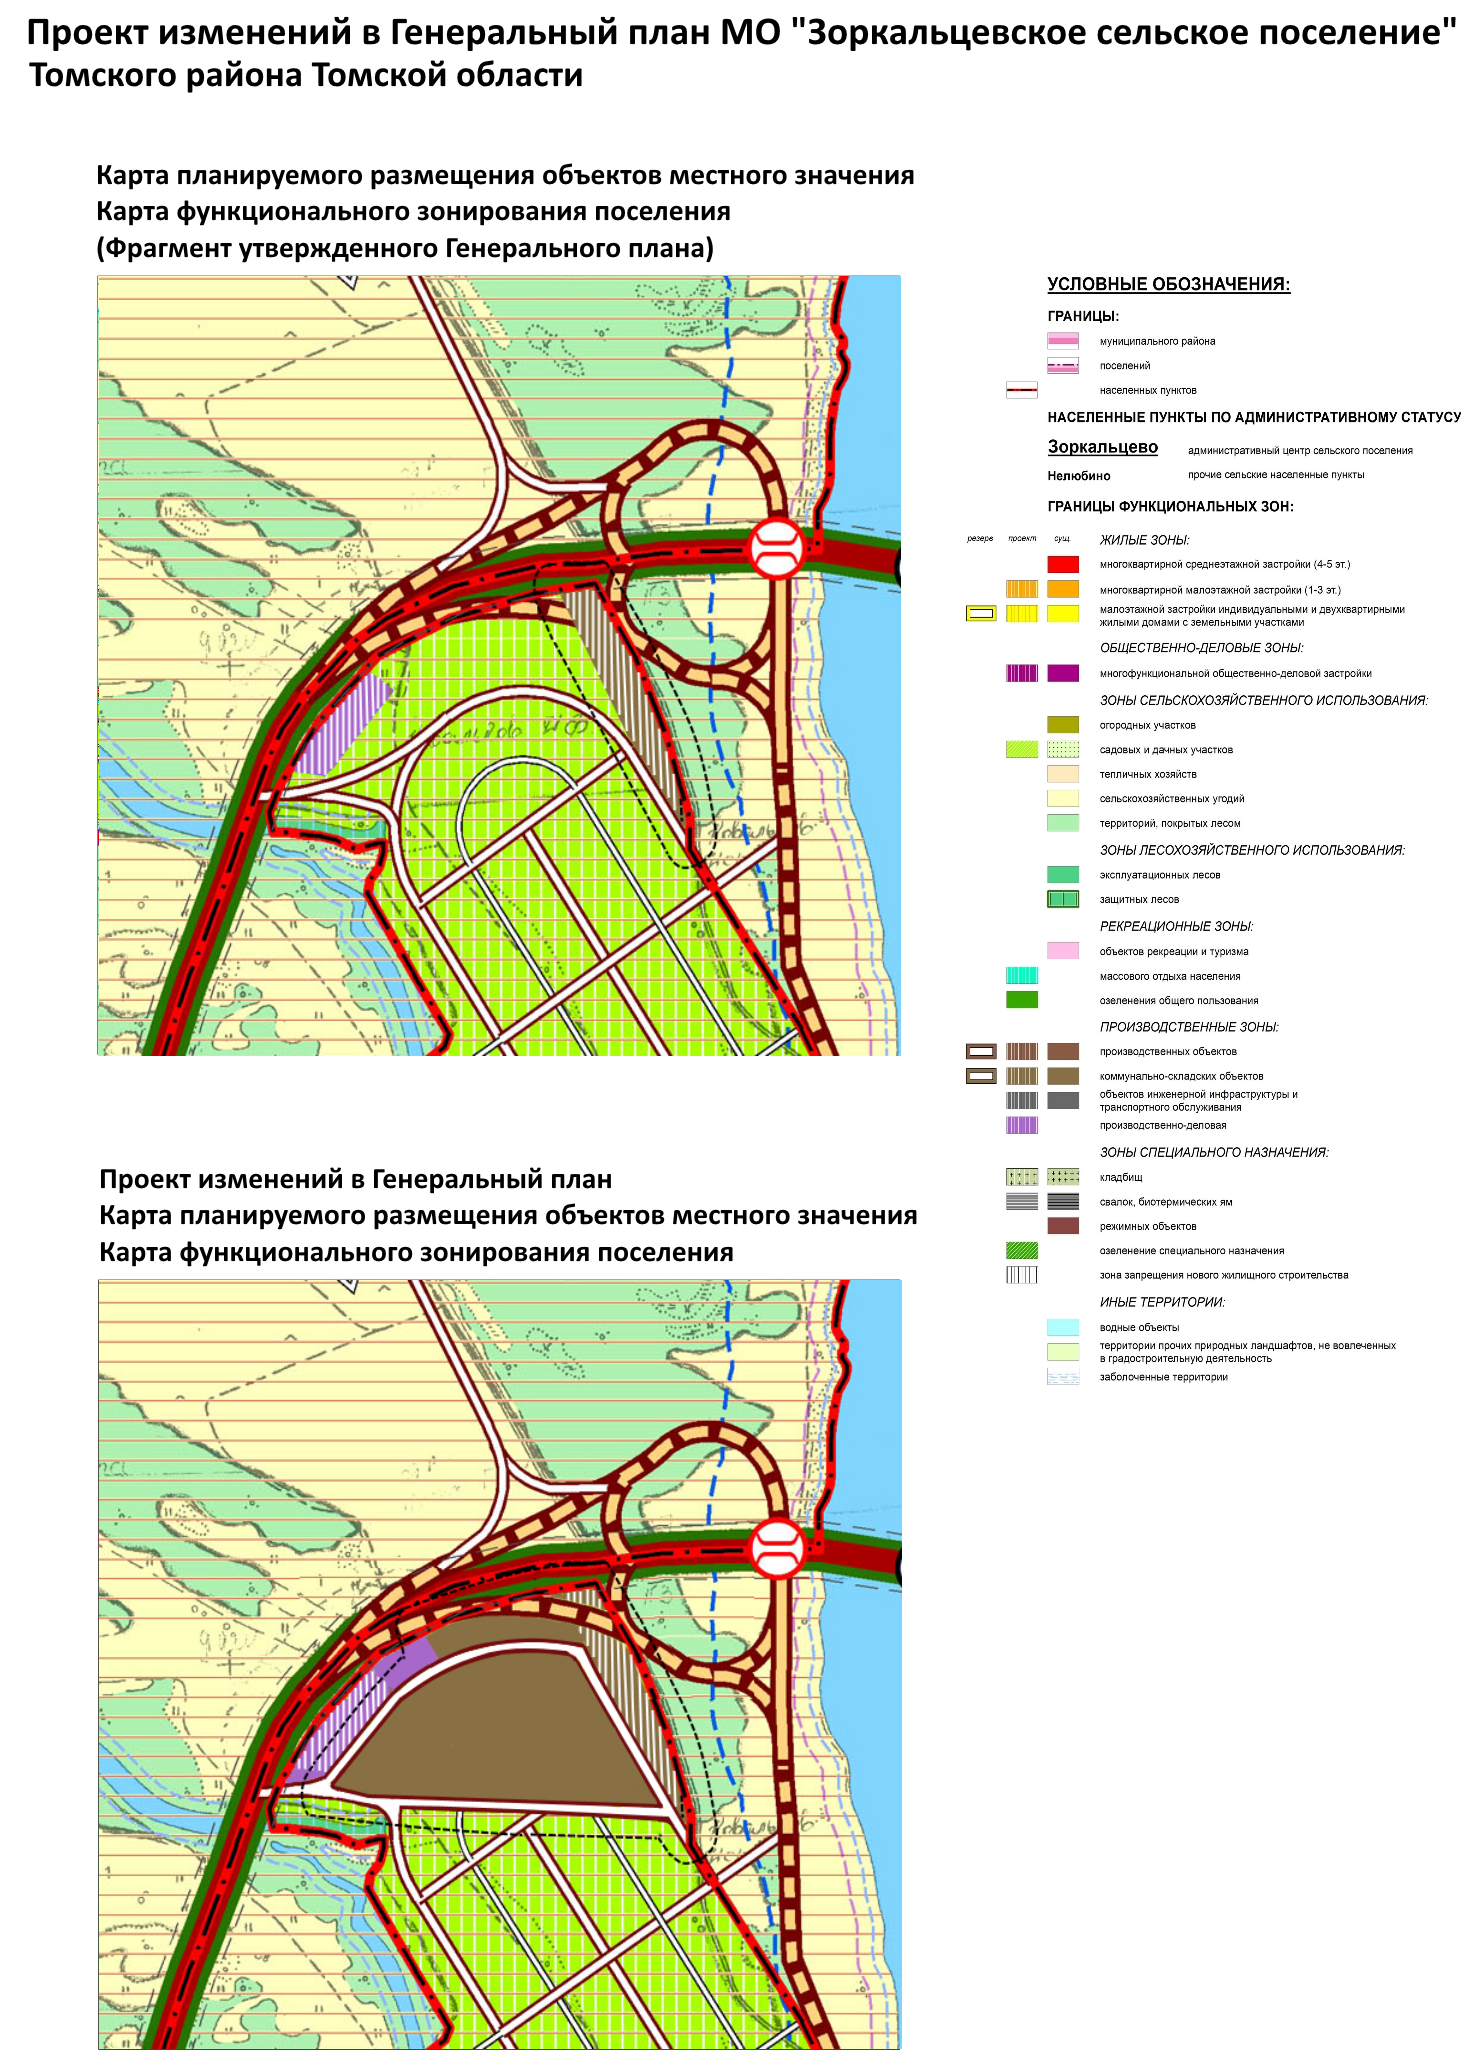 Проект изменений в Генеральный план МО "Зоркальцевское сельское поселение"
Томского района Томской области
Карта планируемого размещения объектов местного значения
Карта функционального зонирования поселения
(Фрагмент утвержденного Генерального плана)
УСЛОВНЫЕ ОБОЗНАЧЕНИЯ:
ГРАНИЦЫ:
муниципального района
поселений
населенных пунктов
НАСЕЛЕННЫЕ ПУНКТЫ ПО АДМИНИСТРАТИВНОМУ СТАТУСУ
Зоркальцево административный центр сельского поселения
Нелюбино прочие сельские населенные пункты
ГРАНИЦЫ ФУНКЦИОНАЛЬНЫХ ЗОН:
резерв проект сущ. ЖИЛЫЕ ЗОНЫ:
многоквартирной среднеэтажной застройки (4-5 эт.)
многоквартирной малоэтажной застройки (1-3 эт.)
малоэтажной застройки индивидуальными и двухквартирными
жилыми домами с земельными участками
ОБЩЕСТВЕННО-ДЕЛОВЫЕ ЗОНЫ:
многофункциональной общественно-деловой застройки
ЗОНЫ СЕЛЬСКОХОЗЯЙСТВЕННОГО ИСПОЛЬЗОВАНИЯ:
огородных участков
садовых и дачных участков
тепличных хозяйств
сельскохозяйственных угодий
территорий, покрытых лесом
ЗОНЫ ЛЕСОХОЗЯЙСТВЕННОГО ИСПОЛЬЗОВАНИЯ:
эксплуатационных лесов
защитных лесов
РЕКРЕАЦИОННЫЕ ЗОНЫ:
объектов рекреации и туризма
массового отдыха населения
озеленения общего пользования
ПРОИЗВОДСТВЕННЫЕ ЗОНЫ:
производственных объектов
коммунально-складских объектов
объектов инженерной инфраструктуры и
транспортного обслуживания
производственно-деловая
ЗОНЫ СПЕЦИАЛЬНОГО НАЗНАЧЕНИЯ:
кладбищ
свалок, биотермических ям
режимных объектов
озеленение специального назначения
зона запрещения нового жилищного строительства
ИНЫЕ ТЕРРИТОРИИ:
водные объекты
территории прочих природных ландшафтов, не вовлеченных
в градостроительную деятельность
заболоченные территории
Проект изменений в Генеральный план
Карта планируемого размещения объектов местного значения
Карта функционального зонирования поселения